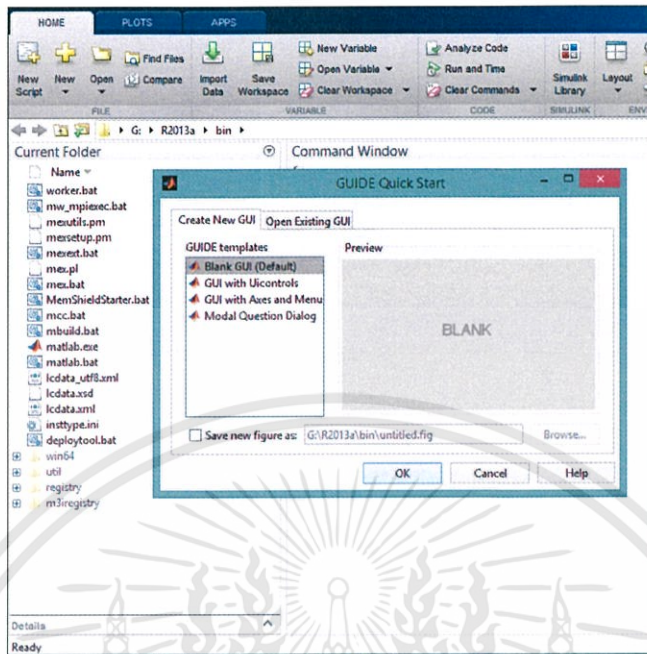 HOME PLOTS APPS
New Script
New
Open
Find Files
Compare
FILE
Import Data
Save Workspace
New Variable
Open Variable
Clear Workspace
VARIABLE
Analyze Code
Run and Time
Clear Commands
CODE
Simulink Library
SIMULINK
Layout
G: R2013a bin
Current Folder
Name
worker.bat
mw_mpiexec.bat
mexutils.pm
mexsetup.pm
mexext.bat
mex.pl
mex.bat
MemShieldStarter.bat
mcc.bat
mbuild.bat
matlab.exe
matlab.bat
lcdata_utf8.xml
lcdata.xsd
lcdata.xml
insttype.ini
deploytool.bat
win64
util
registry
m3iregistry
Details
Ready
Command Window
GUIDE Quick Start
Create New GUI Open Existing GUI
GUIDE templates
Blank GUI (Default)
GUI with Uicontrols
GUI with Axes and Menu
Modal Question Dialog
Preview
BLANK
Save new figure as: G:\R2013a\bin\untitled.fig Browse...
OK Cancel Help